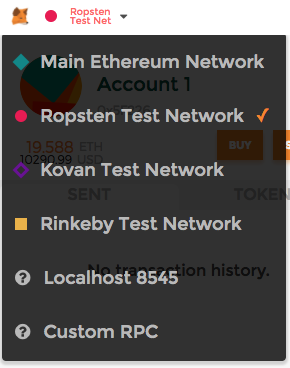 Ropsten
Test Net
Main Ethereum Network
Account 1
Ropsten Test Network
19.588 ETH
10290.99 USD
BUY
Kovan Test Network
SENT
TOKEN
Rinkeby Test Network
No transaction history.
Localhost 8545
Custom RPC